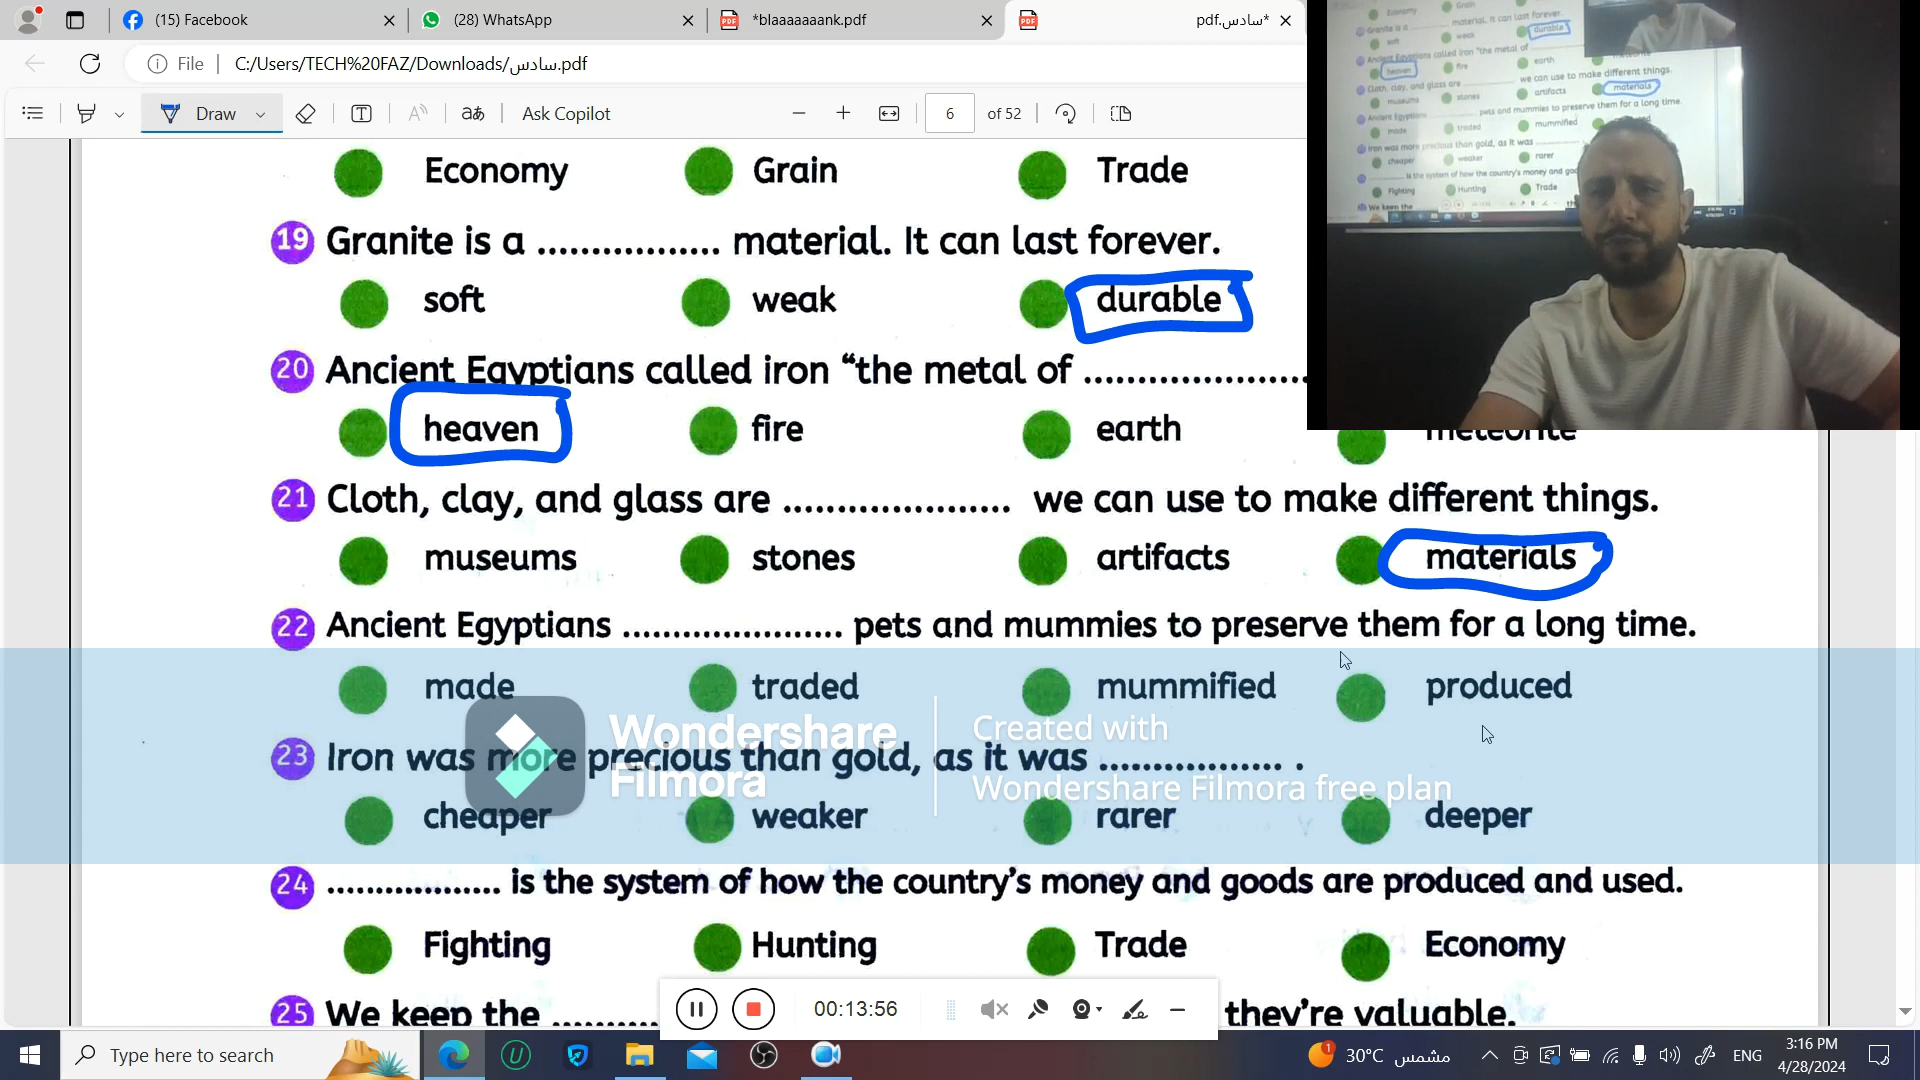 (15) Facebook
(28) WhatsApp
*blaaaaaank.pdf
*سادس.pdf
File
C:/Users/TECH%20FAZ/Downloads/سادس.pdf
Draw
Ask Copilot
6 of 52
Economy Grain Trade
19 Granite is a ................. material. It can last forever.
soft weak durable
20 Ancient Egyptians called iron “the metal of .....................
heaven fire earth meteorite
21 Cloth, clay, and glass are ..................... we can use to make different things.
museums stones artifacts materials
22 Ancient Egyptians ..................... pets and mummies to preserve them for a long time.
made traded mummified produced
Wondershare Filmora
Created with Wondershare Filmora free plan
23 Iron was more precious than gold, as it was ................. .
cheaper weaker rarer deeper
24 ................. is the system of how the country’s money and goods are produced and used.
Fighting Hunting Trade Economy
25 We keep the .......... they’re valuable.
00:13:56
Type here to search
1
30°C مشمس
ENG
3:16 PM
4/28/2024